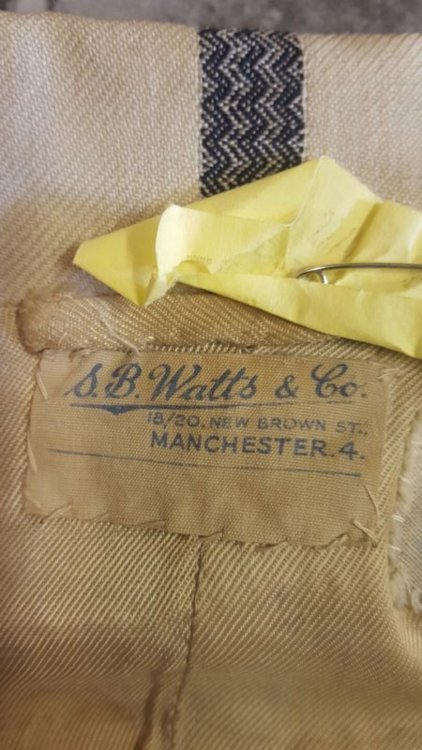 S.B. Watts & Co.
18/20. NEW BROWN ST.,
MANCHESTER.4.